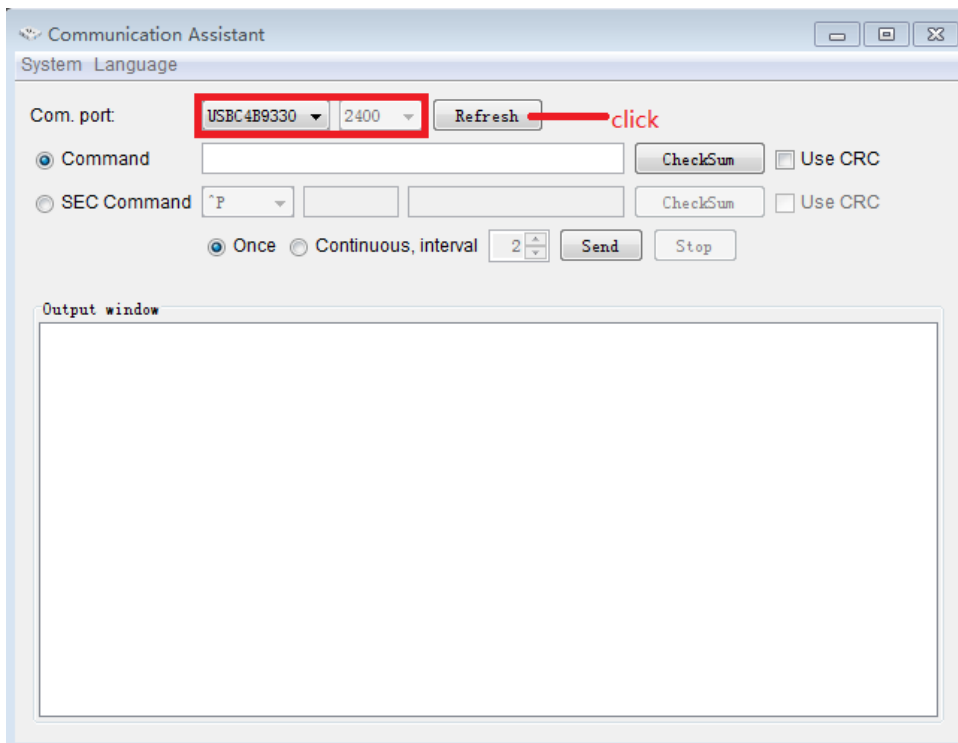 Communication Assistant
System Language
Com. port: USBC4B9330 2400 Refresh click
Command CheckSum Use CRC
SEC Command ^P CheckSum Use CRC
Once Continuous, interval 2 Send Stop
Output window